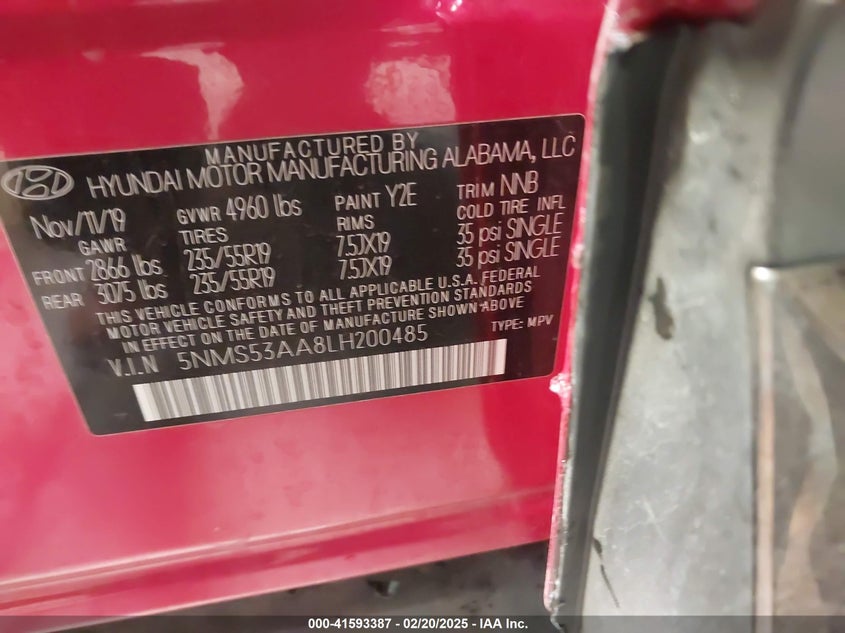 MANUFACTURED BY
HYUNDAI MOTOR MANUFACTURING ALABAMA, LLC
Nov/11/19 GVWR 4960 lbs PAINT Y2E TRIM NNB
GAWR TIRES RIMS COLD TIRE INFL
FRONT 2866 lbs 235/55R19 7.5JX19 35 psi SINGLE
REAR 3075 lbs 235/55R19 7.5JX19 35 psi SINGLE
THIS VEHICLE CONFORMS TO ALL APPLICABLE U.S.A. FEDERAL
MOTOR VEHICLE SAFETY AND THEFT PREVENTION STANDARDS
IN EFFECT ON THE DATE OF MANUFACTURE SHOWN ABOVE
V.I.N 5NMS53AA8LH200485 TYPE: MPV
000-41593387 - 02/20/2025 - IAA Inc.